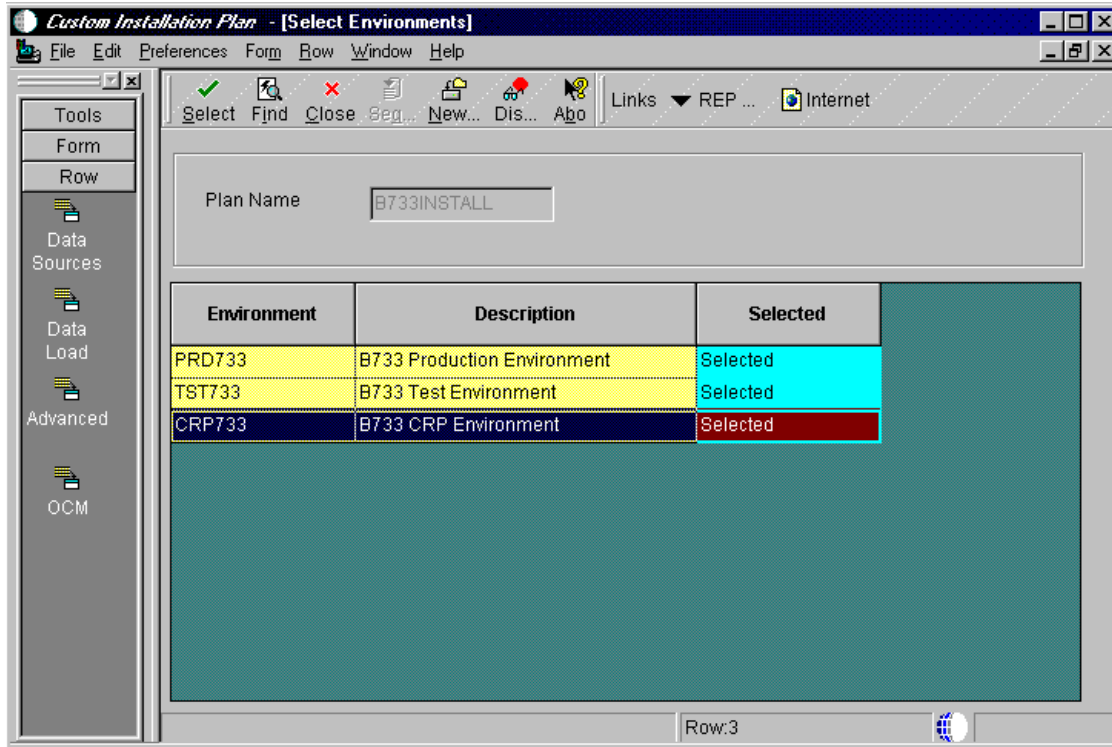 Custom Installation Plan - [Select Environments]
File Edit Preferences Form Row Window Help
Select Find Close Seq... New... Dis... Abo Links REP ... Internet
Tools
Form
Row
Data Sources
Data Load
Advanced
OCM
Plan Name B733INSTALL
Environment Description Selected
PRD733 B733 Production Environment Selected
TST733 B733 Test Environment Selected
CRP733 B733 CRP Environment Selected
Row:3